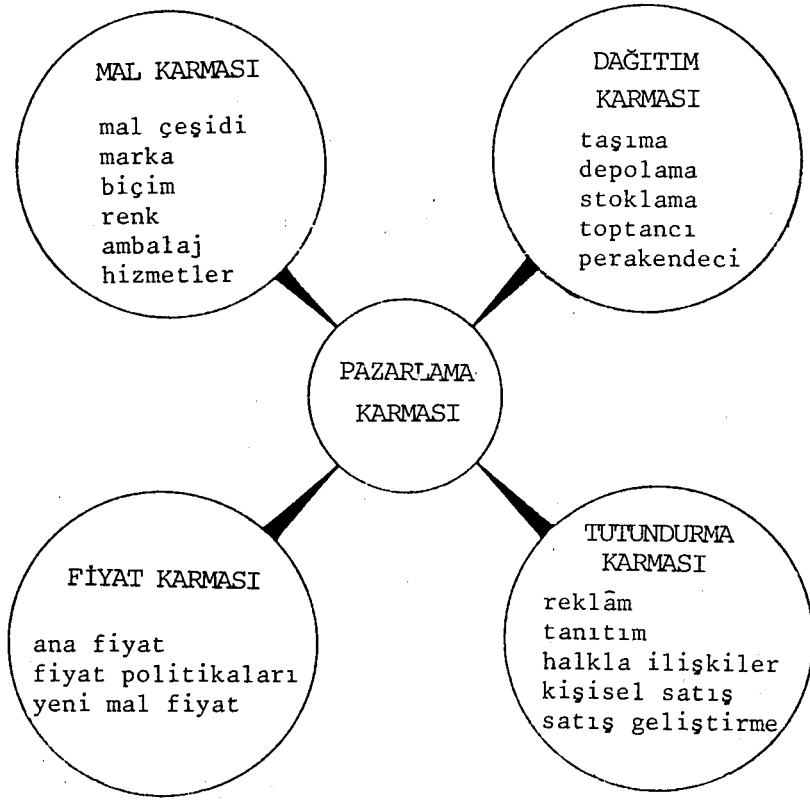 MAL KARMASI
mal çeşidi
marka
biçim
renk
ambalaj
hizmetler
DAĞITIM
KARMASI
taşıma
depolama
stoklama
toptancı
perakendeci
PAZARLAMA
KARMASI
FİYAT KARMASI
ana fiyat
fiyat politikaları
yeni mal fiyat
TUTUNDURMA
KARMASI
reklâm
tanıtım
halkla ilişkiler
kişisel satış
satış geliştirme